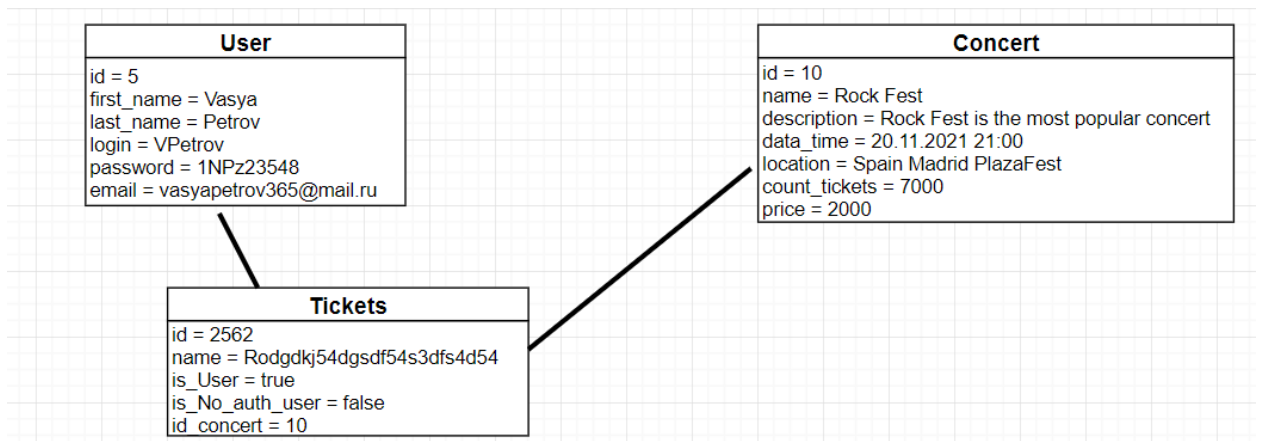 User
id = 5
first_name = Vasya
last_name = Petrov
login = VPetrov
password = 1NPz23548
email = vasyapetrov365@mail.ru
Concert
id = 10
name = Rock Fest
description = Rock Fest is the most popular concert
data_time = 20.11.2021 21:00
location = Spain Madrid PlazaFest
count_tickets = 7000
price = 2000
Tickets
id = 2562
name = Rodgdkj54dgsdf54s3dfs4d54
is_User = true
is_No_auth_user = false
id_concert = 10